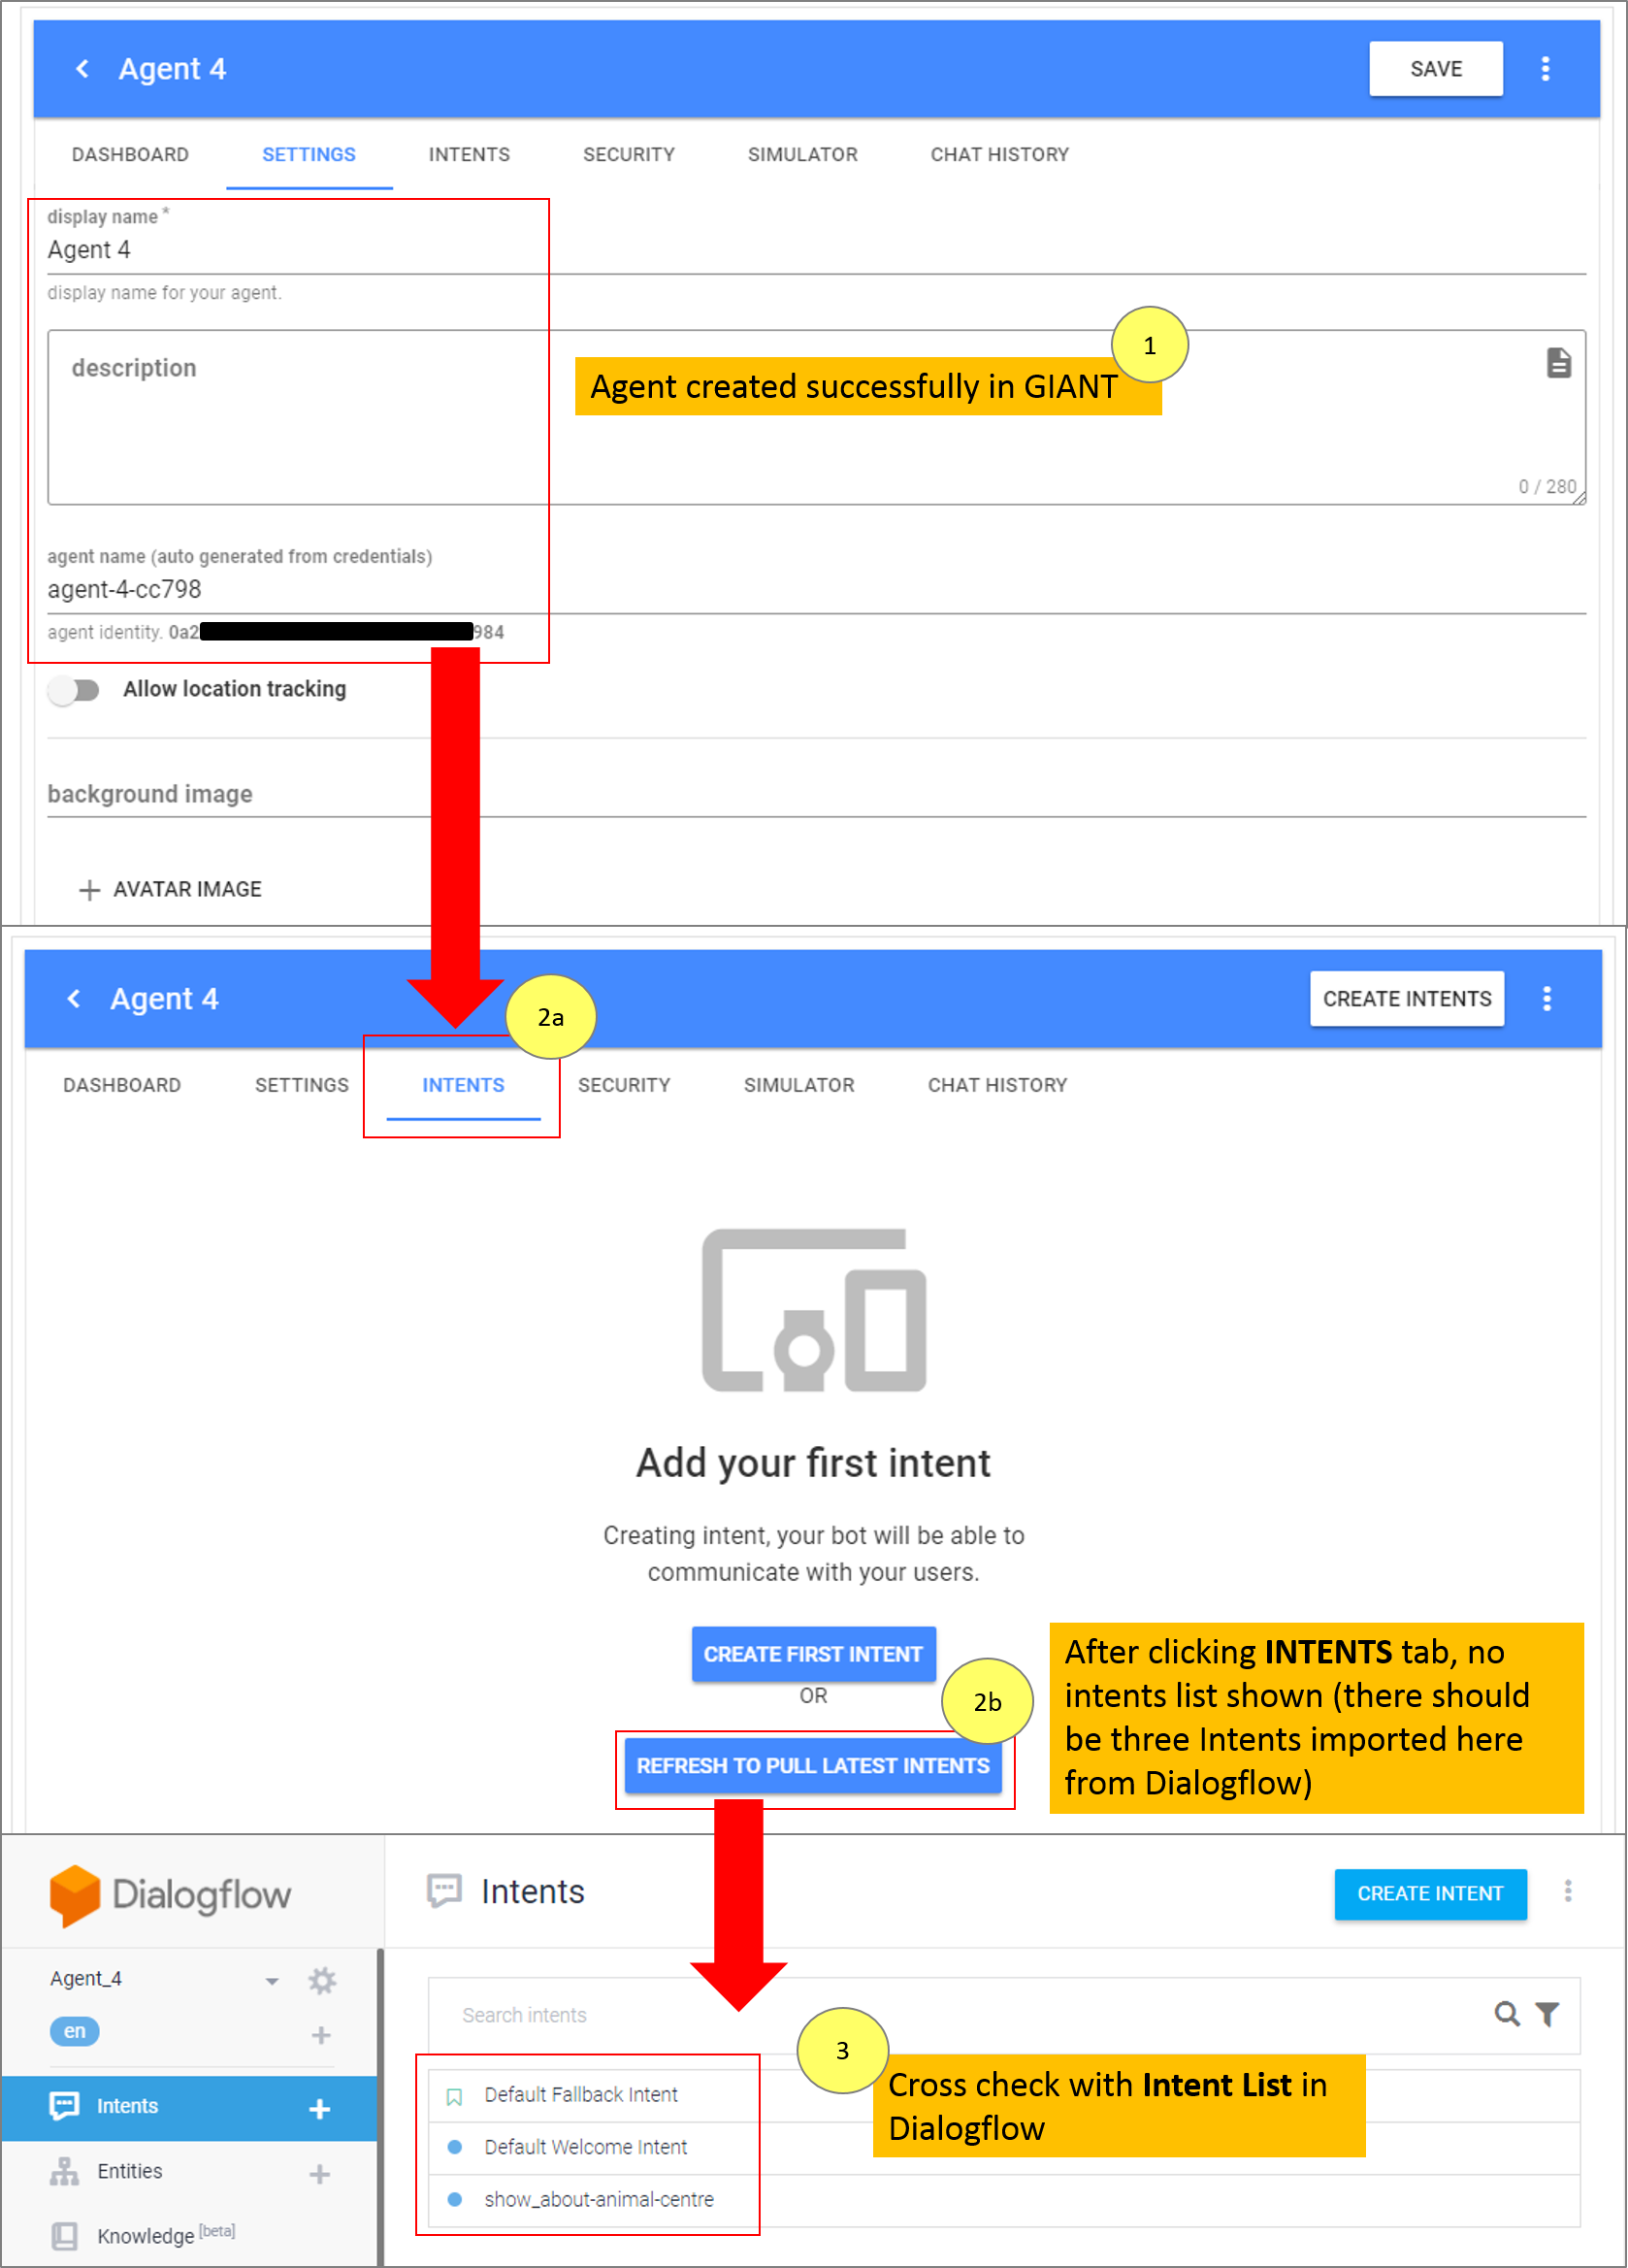 Agent 4
SAVE
DASHBOARD SETTINGS INTENTS SECURITY SIMULATOR CHAT HISTORY
display name *
Agent 4
display name for your agent.
1
description
Agent created successfully in GIANT
0 / 280
agent name (auto generated from credentials)
agent-4-cc798
agent identity. 0a2 984
Allow location tracking
background image
AVATAR IMAGE
Agent 4
CREATE INTENTS
2a
DASHBOARD SETTINGS INTENTS SECURITY SIMULATOR CHAT HISTORY
Add your first intent
Creating intent, your bot will be able to
communicate with your users.
CREATE FIRST INTENT
OR
2b
REFRESH TO PULL LATEST INTENTS
After clicking INTENTS tab, no
intents list shown (there should
be three Intents imported here
from Dialogflow)
Dialogflow
Intents
CREATE INTENT
Agent_4
en
Intents
Entities
Knowledge [beta]
Search intents
3
Cross check with Intent List in
Dialogflow
Default Fallback Intent
Default Welcome Intent
show_about-animal-centre